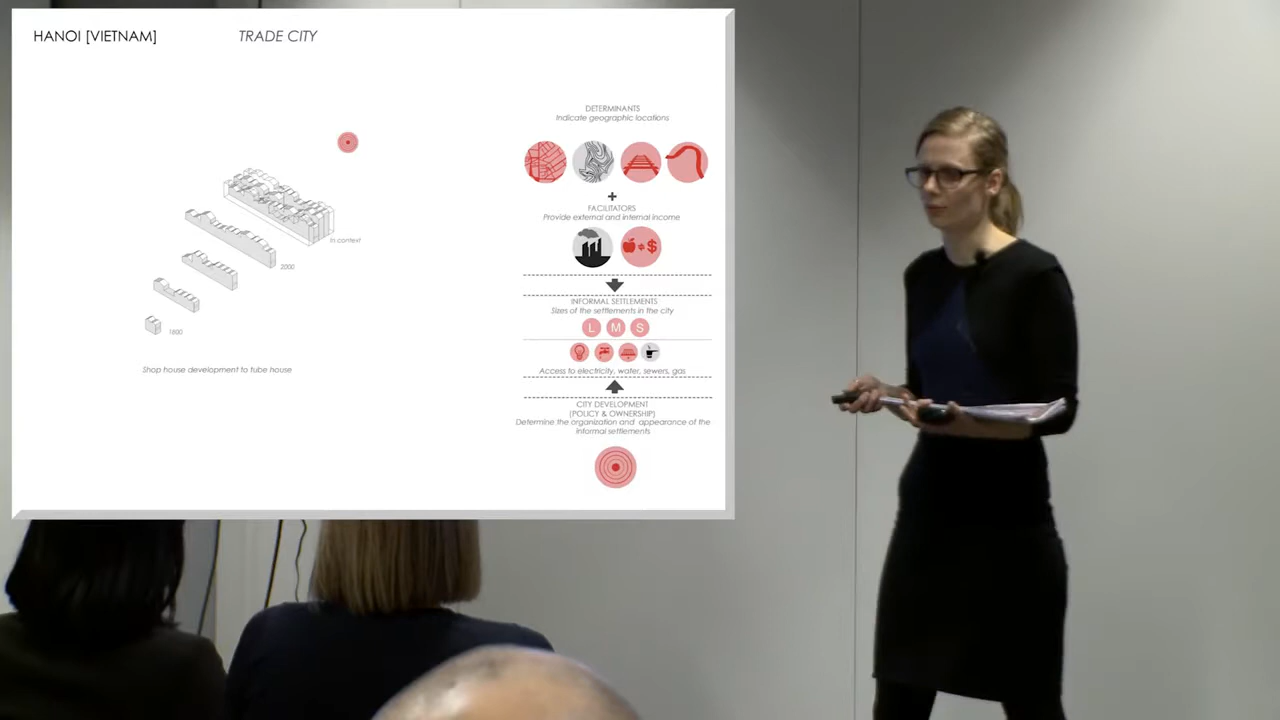 HANOI [VIETNAM]
TRADE CITY
In context
2000
1800
Shop house development to tube house
DETERMINANTS
Indicate geographic locations
+
FACILITATORS
Provide external and internal income
$
INFORMAL SETTLEMENTS
Sizes of the settlements in the city
L M S
Access to electricity, water, sewers, gas
CITY DEVELOPMENT
(POLICY & OWNERSHIP)
Determine the organization and appearance of the
informal settlements